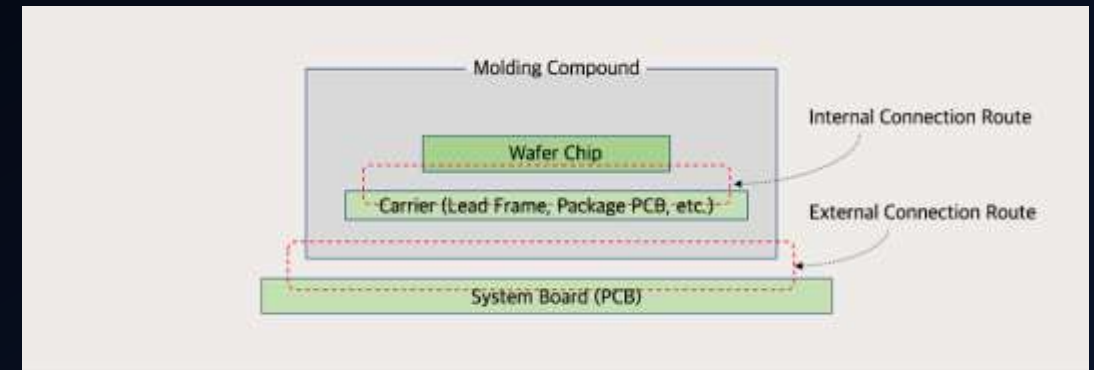 Molding Compound
Internal Connection Route
Wafer Chip
Carrier (Lead Frame, Package PCB, etc.)
External Connection Route
System Board (PCB)